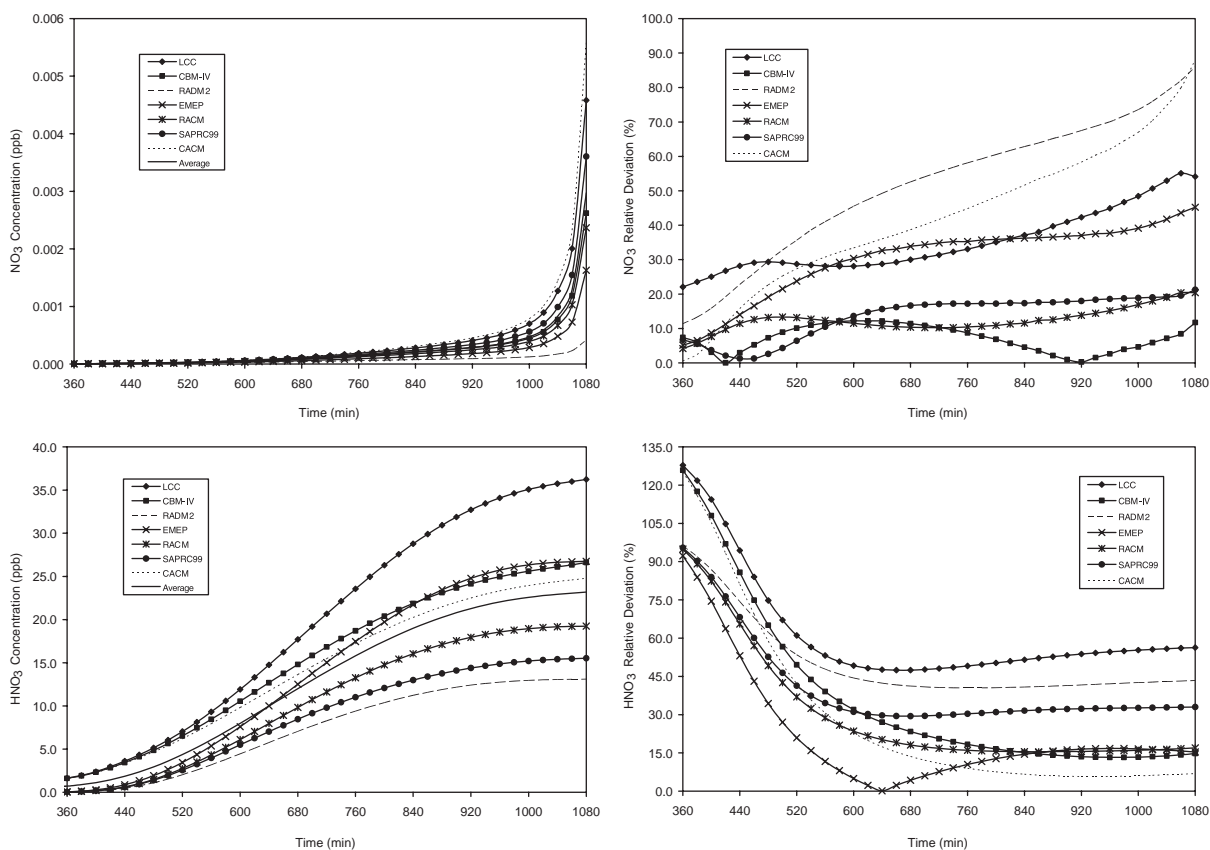 0.006
0.005
0.004
0.003
0.002
0.001
0.000
NO3 Concentration (ppb)
LCC
CBM-IV
RADM2
EMEP
RACM
SAPRC99
CACM
Average
360 440 520 600 680 760 840 920 1000 1080
Time (min)
100.0
90.0
80.0
70.0
60.0
50.0
40.0
30.0
20.0
10.0
0.0
NO3 Relative Deviation (%)
LCC
CBM-IV
RADM2
EMEP
RACM
SAPRC99
CACM
360 440 520 600 680 760 840 920 1000 1080
Time (min)
40.0
35.0
30.0
25.0
20.0
15.0
10.0
5.0
0.0
HNO3 Concentration (ppb)
LCC
CBM-IV
RADM2
EMEP
RACM
SAPRC99
CACM
Average
360 440 520 600 680 760 840 920 1000 1080
Time (min)
135.0
120.0
105.0
90.0
75.0
60.0
45.0
30.0
15.0
0.0
HNO3 Relative Deviation (%)
LCC
CBM-IV
RADM2
EMEP
RACM
SAPRC99
CACM
360 440 520 600 680 760 840 920 1000 1080
Time (min)